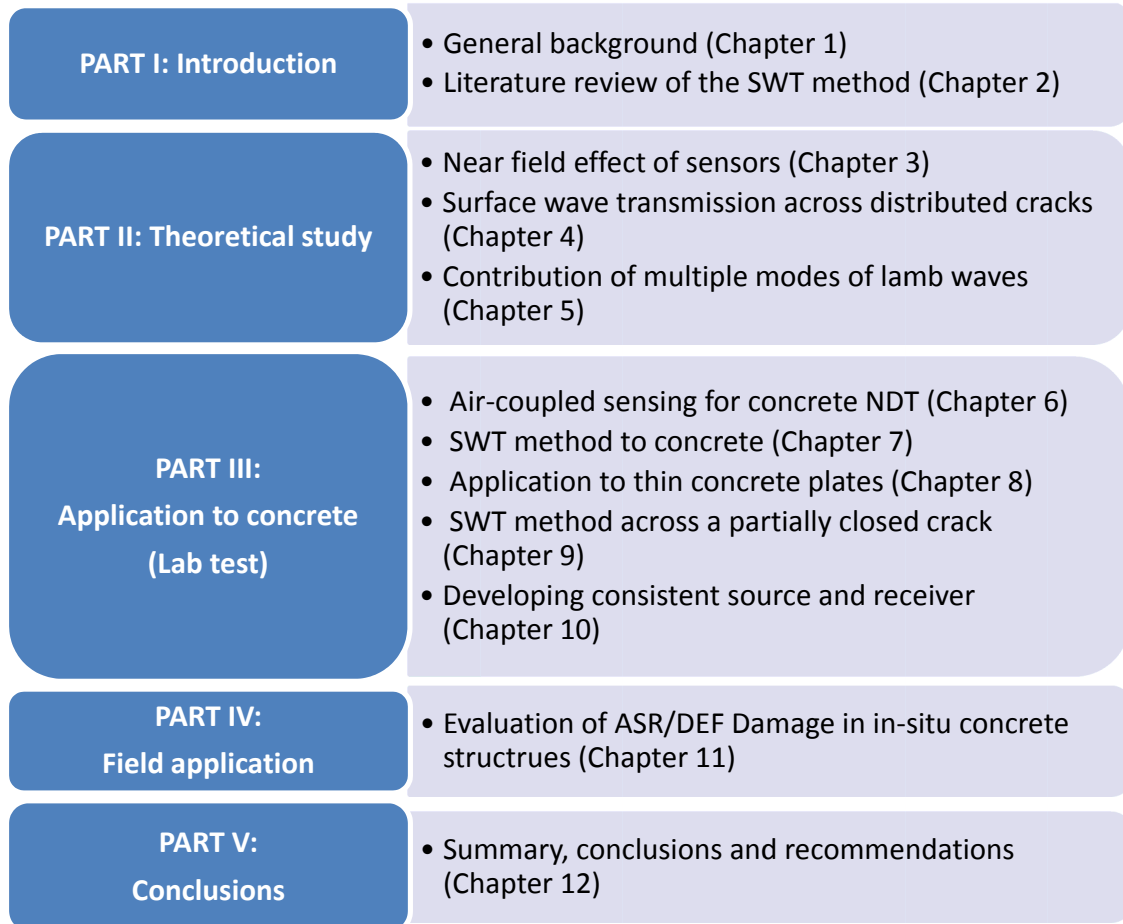 PART I: Introduction
• General background (Chapter 1)
• Literature review of the SWT method (Chapter 2)
PART II: Theoretical study
• Near field effect of sensors (Chapter 3)
• Surface wave transmission across distributed cracks
(Chapter 4)
• Contribution of multiple modes of lamb waves
(Chapter 5)
PART III:
Application to concrete
(Lab test)
• Air-coupled sensing for concrete NDT (Chapter 6)
• SWT method to concrete (Chapter 7)
• Application to thin concrete plates (Chapter 8)
• SWT method across a partially closed crack
(Chapter 9)
• Developing consistent source and receiver
(Chapter 10)
PART IV:
Field application
• Evaluation of ASR/DEF Damage in in-situ concrete
structrues (Chapter 11)
PART V:
Conclusions
• Summary, conclusions and recommendations
(Chapter 12)